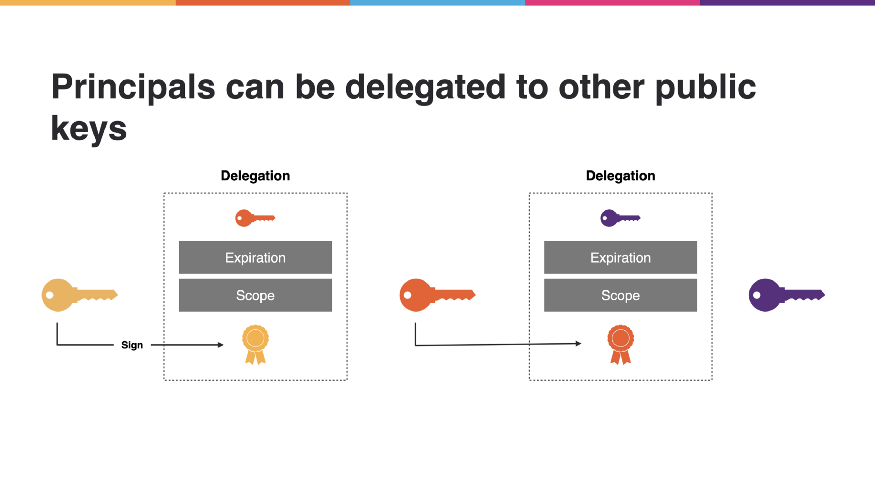 Principals can be delegated to other public
keys
Delegation
Expiration
Scope
Sign
Delegation
Expiration
Scope